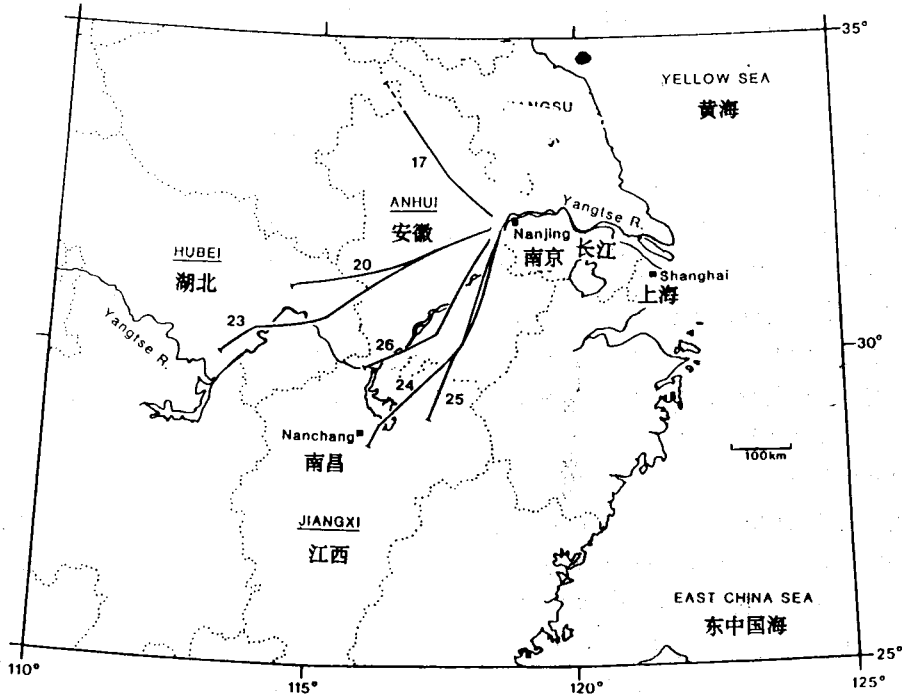 35°
YELLOW SEA
黄海
ANGSU
17
ANHUI
安徽
Yangtse R.
Nanjing
南京
长江
HUBEI
湖北
20
Shanghai
上海
23
Yangtse R.
26
30°
24
25
Nanchang
南昌
100km
JIANGXI
江西
EAST CHINA SEA
东中国海
25°
110°
115°
120°
125°